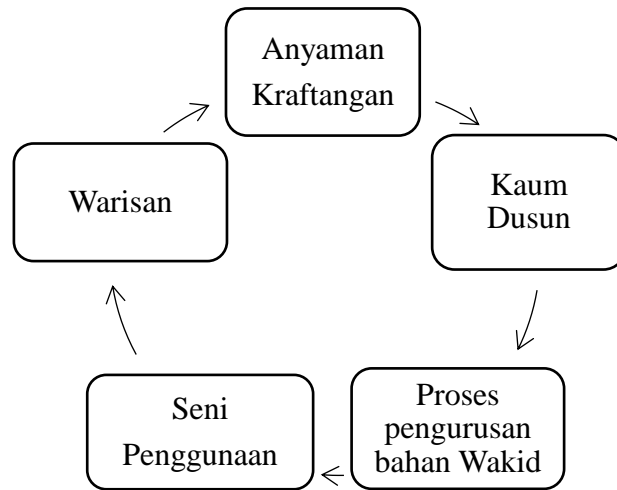 Anyaman
Kraftangan
Kaum
Dusun
Proses
pengurusan
bahan Wakid
Seni
Penggunaan
Warisan